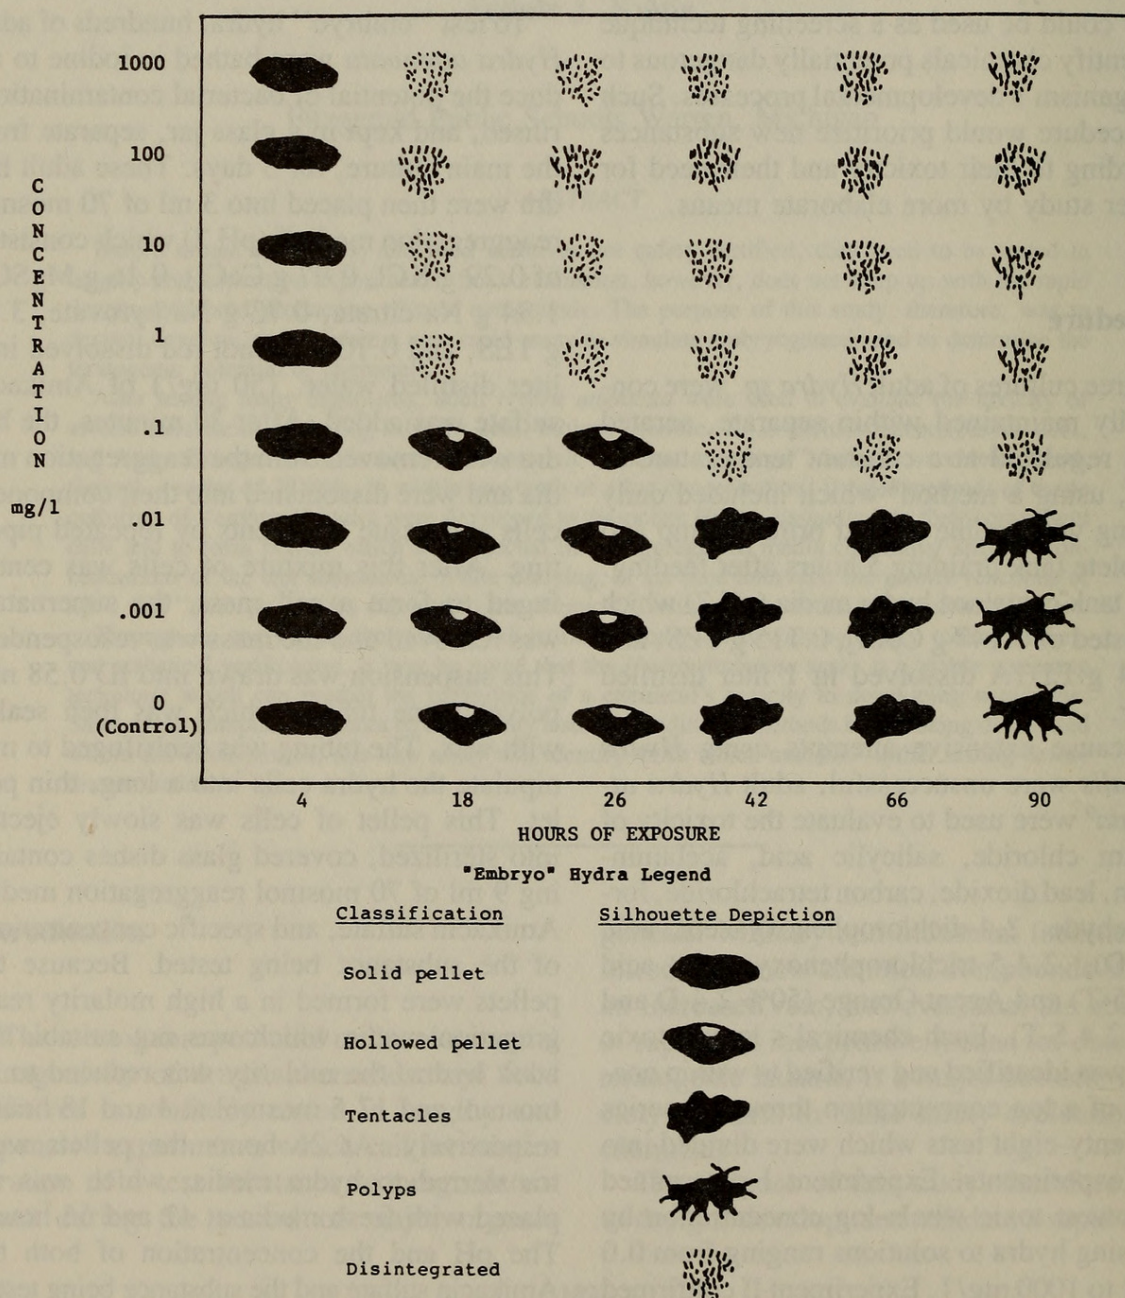 1000
100
10
1
.1
.01
.001
0
(Control)
CONCENTRATION
mg/l
4 18 26 42 66 90
HOURS OF EXPOSURE
"Embryo" Hydra Legend
Classification Silhouette Depiction
Solid pellet
Hollowed pellet
Tentacles
Polyps
Disintegrated